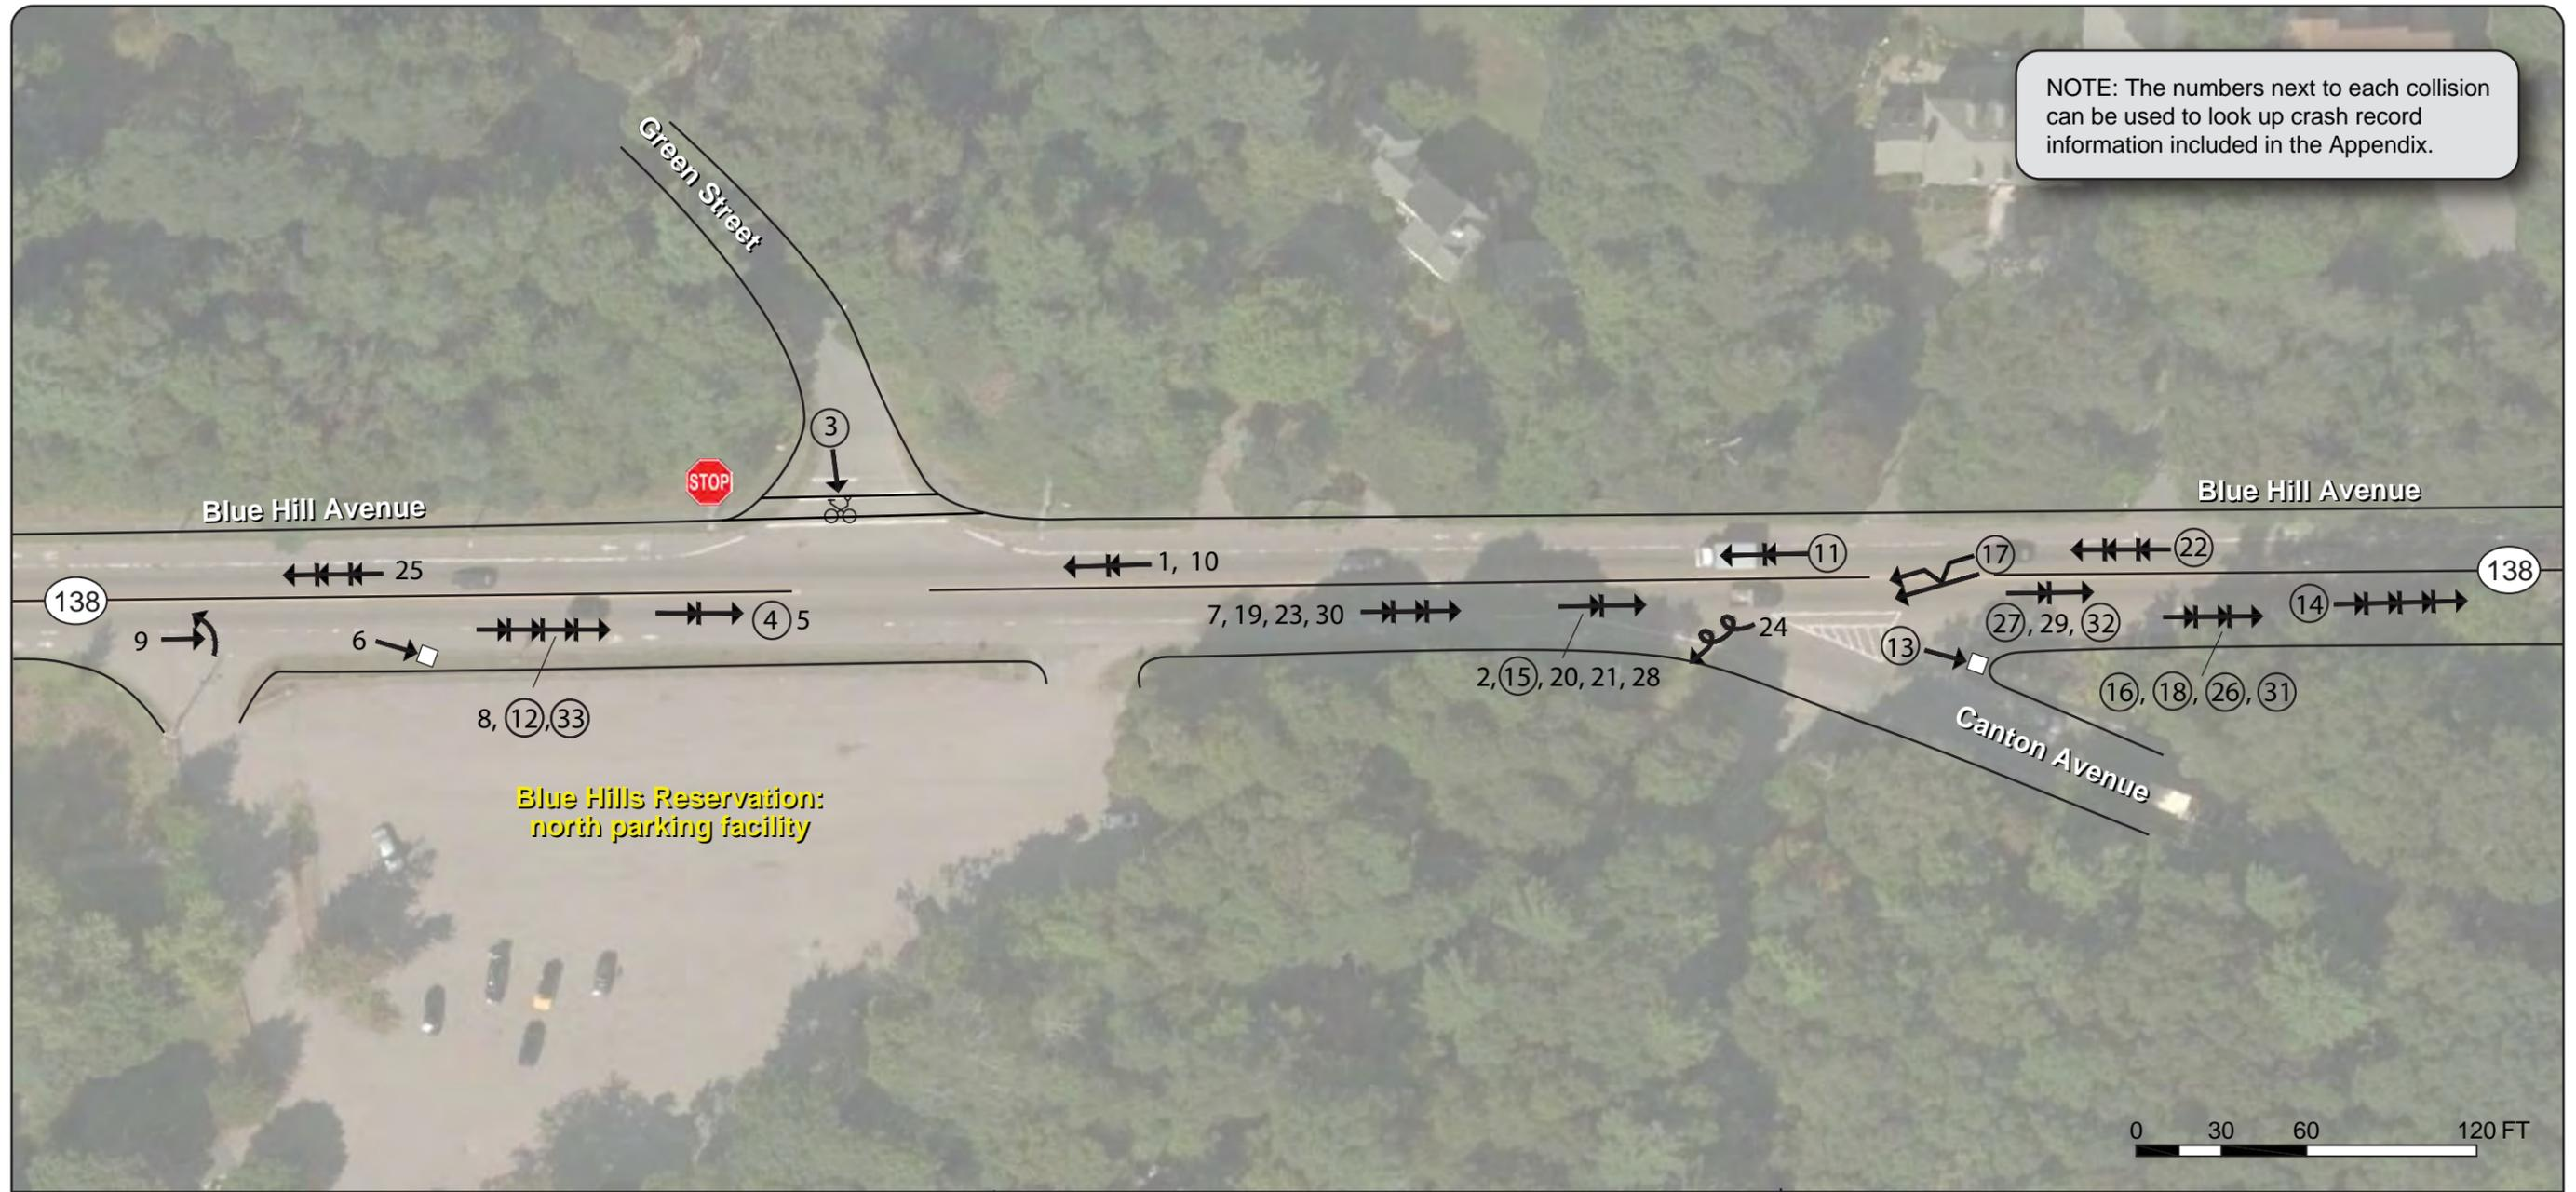 NOTE: The numbers next to each collision
can be used to look up crash record
information included in the Appendix.
Green Street
3
STOP
Blue Hill Avenue
Blue Hill Avenue
25
1, 10
11
17
22
138
138
9
6
4 5
7, 19, 23, 30
24
13
27, 29, 32
14
8, 12, 33
2, 15, 20, 21, 28
16, 18, 26, 31
Canton Avenue
Blue Hills Reservation:
north parking facility
0 30 60 120 FT